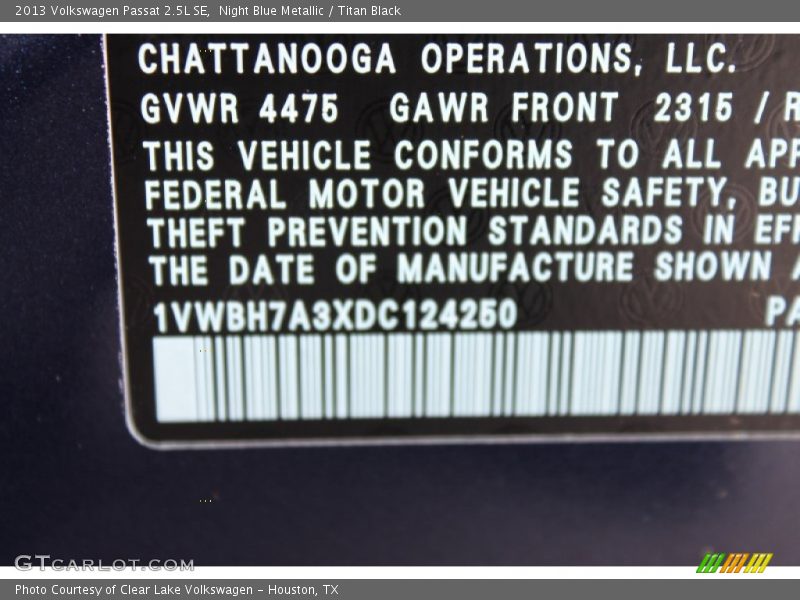 2013 Volkswagen Passat 2.5L SE,  Night Blue Metallic / Titan Black
CHATTANOOGA OPERATIONS, LLC.
GVWR 4475 GAWR FRONT 2315 / R
THIS VEHICLE CONFORMS TO ALL APP
FEDERAL MOTOR VEHICLE SAFETY, BU
THEFT PREVENTION STANDARDS IN EFF
THE DATE OF MANUFACTURE SHOWN A
1VWBH7A3XDC124250 PA
GTCARLOT.COM
Photo Courtesy of Clear Lake Volkswagen – Houston, TX